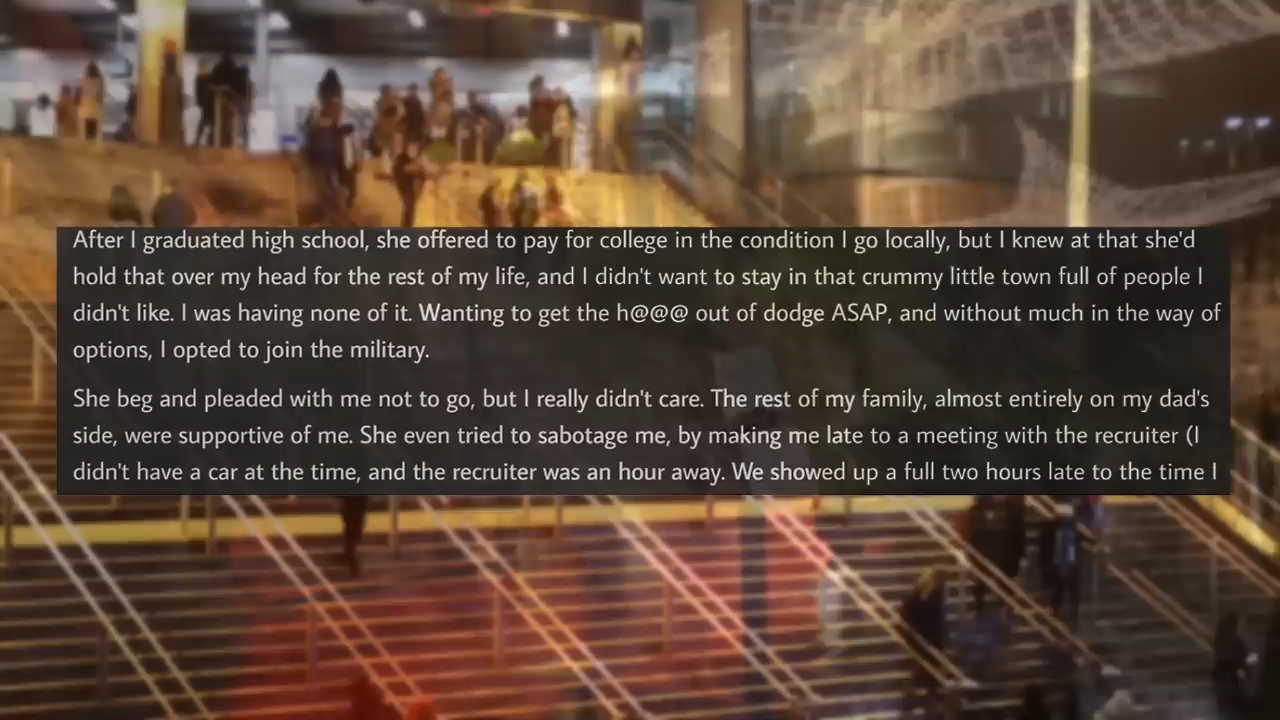 After I graduated high school, she offered to pay for college in the condition I go locally, but I knew at that she'd
hold that over my head for the rest of my life, and I didn't want to stay in that crummy little town full of people I
didn't like. I was having none of it. Wanting to get the h@@@ out of dodge ASAP, and without much in the way of
options, I opted to join the military.
She beg and pleaded with me not to go, but I really didn't care. The rest of my family, almost entirely on my dad's
side, were supportive of me. She even tried to sabotage me, by making me late to a meeting with the recruiter (I
didn't have a car at the time, and the recruiter was an hour away. We showed up a full two hours late to the time I